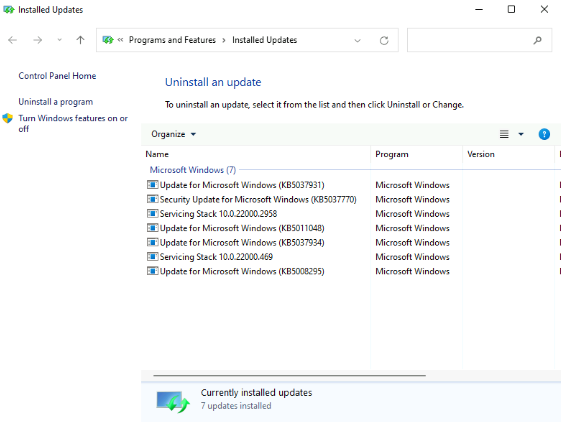 Installed Updates
« Programs and Features > Installed Updates
Control Panel Home
Uninstall a program
Turn Windows features on or
off
Uninstall an update
To uninstall an update, select it from the list and then click Uninstall or Change.
Organize
Name Program Version
Microsoft Windows (7)
Update for Microsoft Windows (KB5037931) Microsoft Windows
Security Update for Microsoft Windows (KB5037770) Microsoft Windows
Servicing Stack 10.0.22000.2958 Microsoft Windows
Update for Microsoft Windows (KB5011048) Microsoft Windows
Update for Microsoft Windows (KB5037934) Microsoft Windows
Servicing Stack 10.0.22000.469 Microsoft Windows
Update for Microsoft Windows (KB5008295) Microsoft Windows
Currently installed updates
7 updates installed